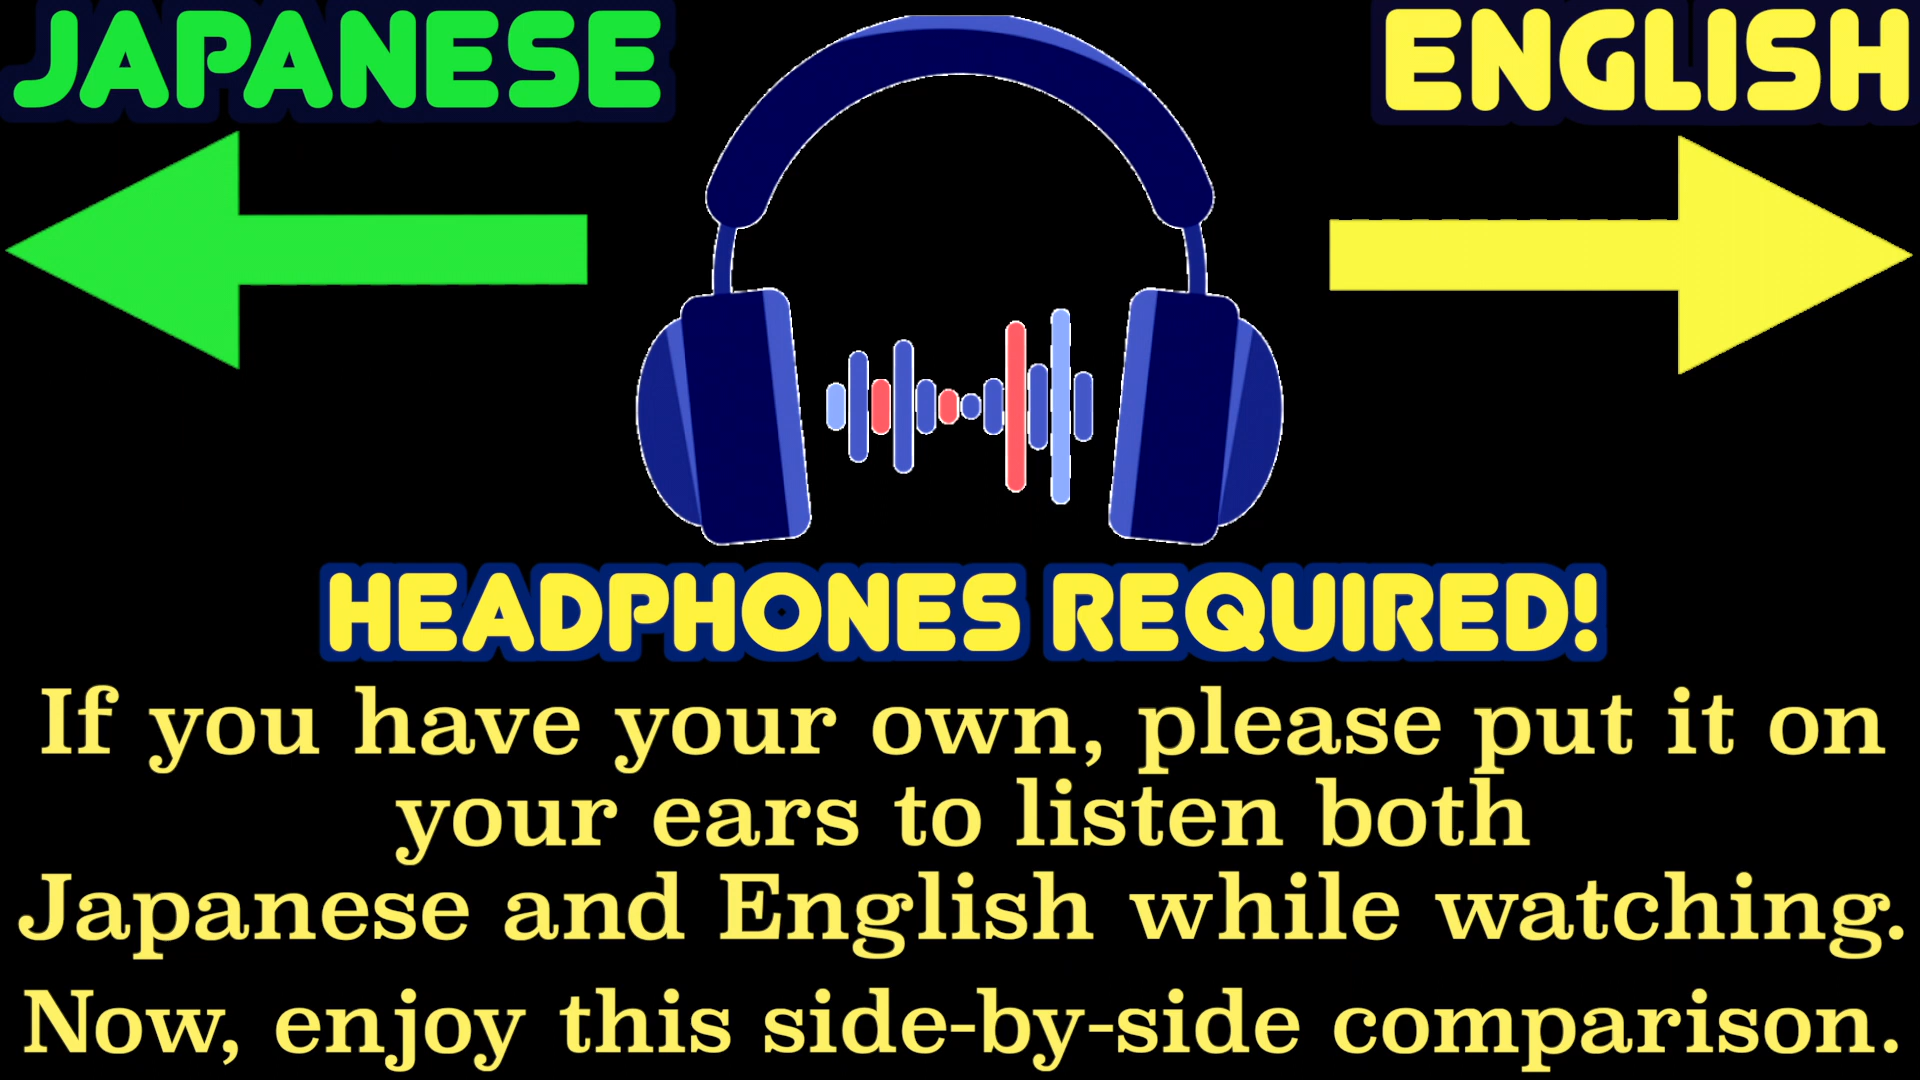 JAPANESE
ENGLISH
HEADPHONES REQUIRED!
If you have your own, please put it on
your ears to listen both
Japanese and English while watching.
Now, enjoy this side-by-side comparison.